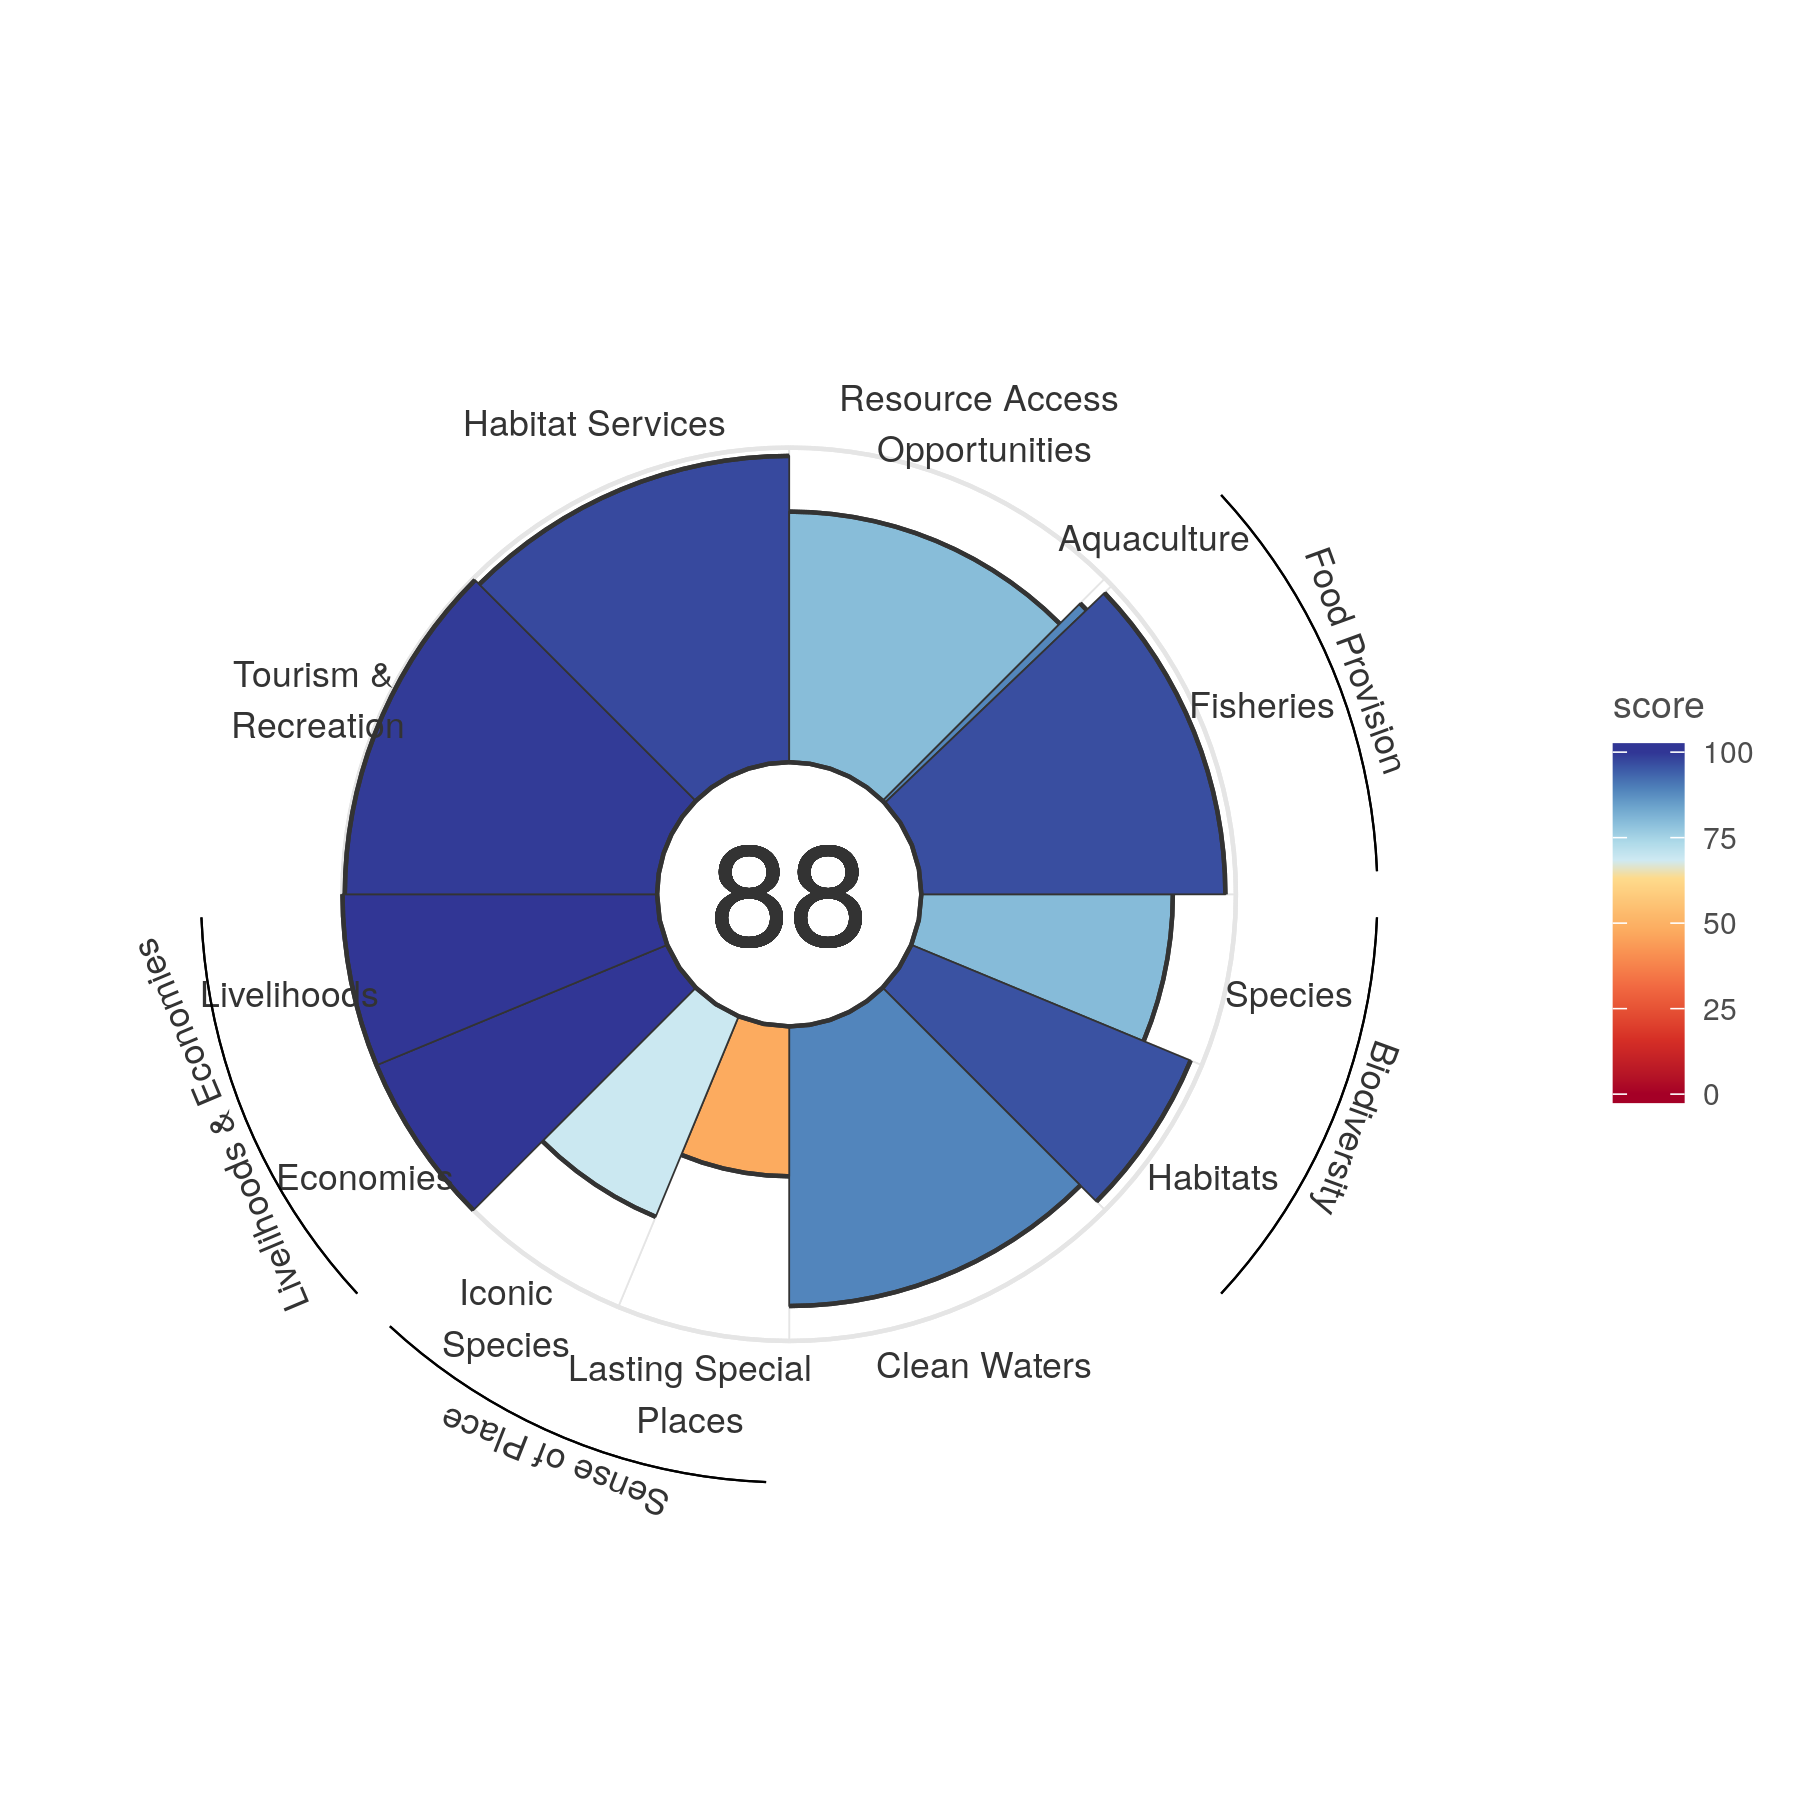 Resource Access
Opportunities
Habitat Services
Aquaculture
Food Provision
Fisheries
Tourism &
Recreation
score
100
75
50
25
0
88
Livelihoods
Species
Livelihoods & Economies
Biodiversity
Economies
Habitats
Iconic
Species
Lasting Special
Places
Clean Waters
Sense of Place